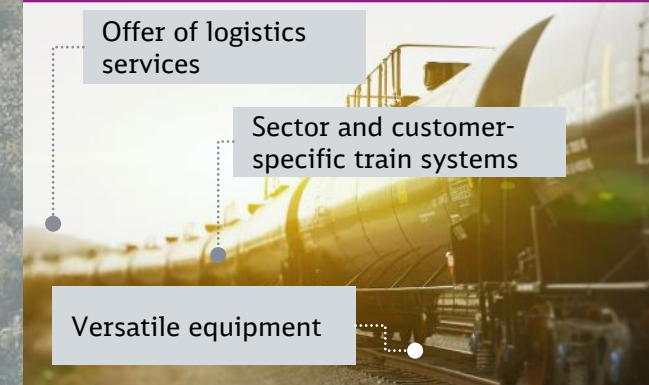 Offer of logistics
services
Sector and customer-
specific train systems
Versatile equipment